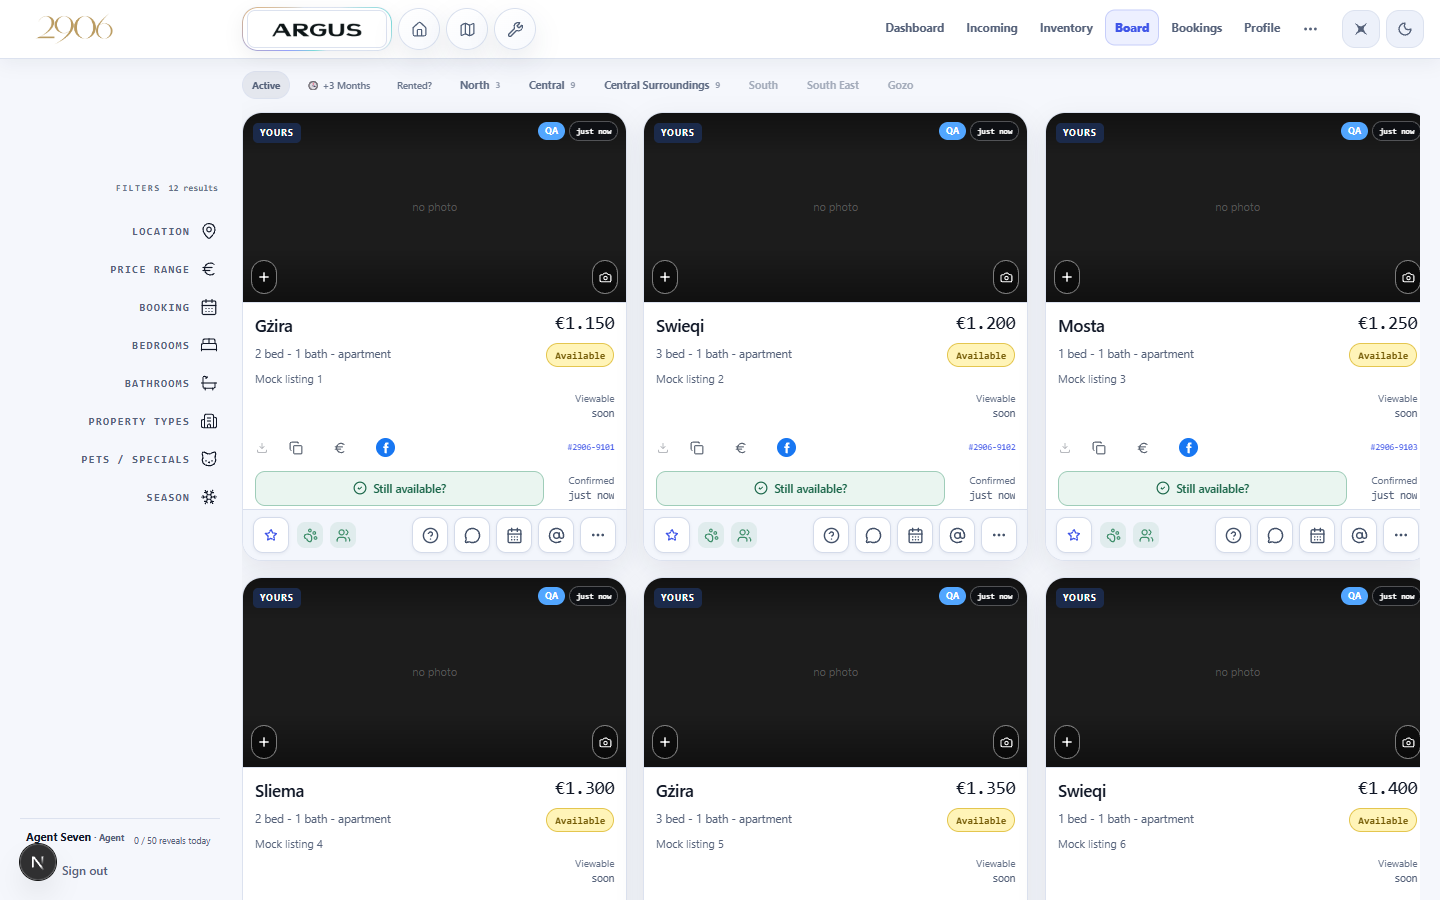 2906
ARGUS
Dashboard Incoming Inventory Board Bookings Profile
Active +3 Months Rented? North 3 Central 9 Central Surroundings 9 South South East Gozo
FILTERS 12 results
LOCATION
PRICE RANGE
BOOKING
BEDROOMS
BATHROOMS
PROPERTY TYPES
PETS / SPECIALS
SEASON
Agent Seven · Agent 0 / 50 reveals today
N
Sign out
YOURS QA just now
no photo
Gżira €1.150
2 bed - 1 bath - apartment Available
Mock listing 1
Viewable
soon
€ f #2906-9101
Still available? Confirmed
just now
YOURS QA just now
no photo
Swieqi €1.200
3 bed - 1 bath - apartment Available
Mock listing 2
Viewable
soon
€ f #2906-9102
Still available? Confirmed
just now
YOURS QA just now
no photo
Mosta €1.250
1 bed - 1 bath - apartment Available
Mock listing 3
Viewable
soon
€ f #2906-9103
Still available? Confirmed
just now
YOURS QA just now
no photo
Sliema €1.300
2 bed - 1 bath - apartment Available
Mock listing 4
Viewable
soon
YOURS QA just now
no photo
Gżira €1.350
3 bed - 1 bath - apartment Available
Mock listing 5
Viewable
soon
YOURS QA just now
no photo
Swieqi €1.400
1 bed - 1 bath - apartment Available
Mock listing 6
Viewable
soon